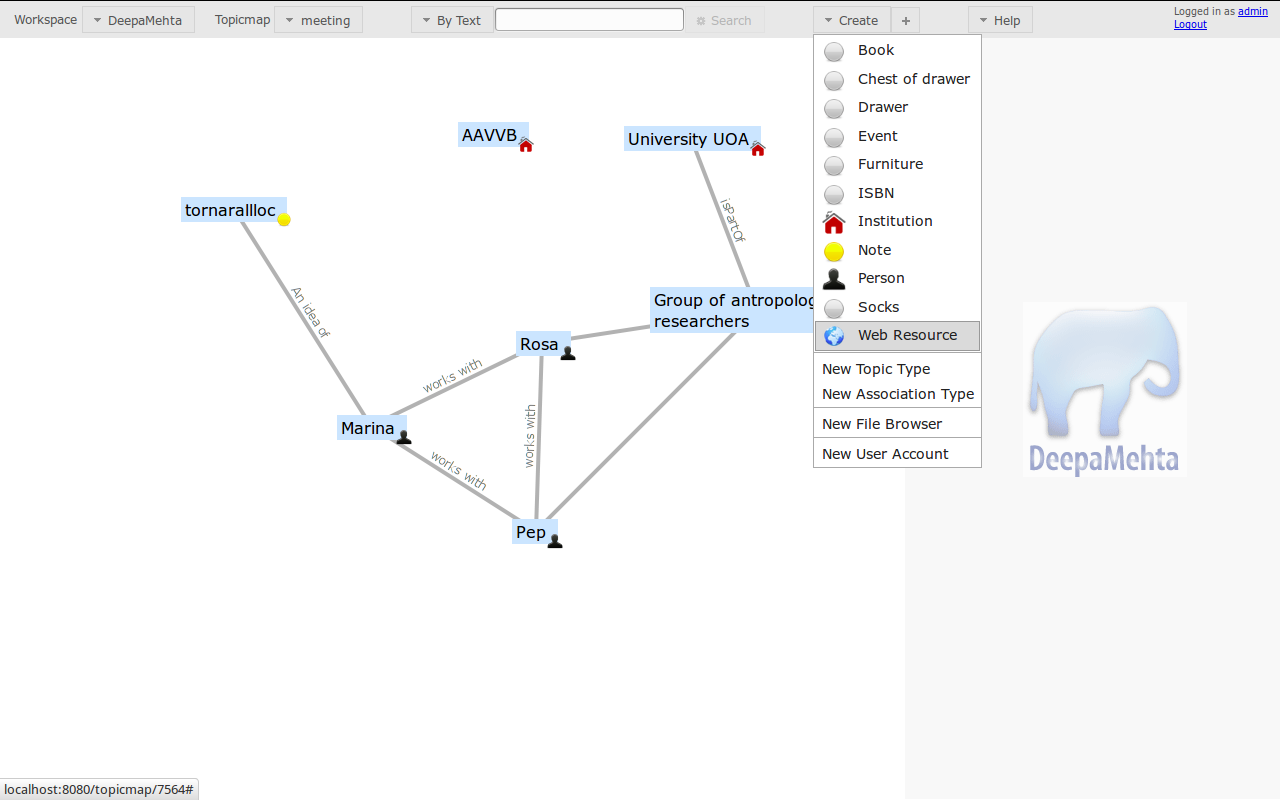 Workspace DeepaMehta Topicmap meeting By Text Search Create + Help
Logged in as admin
Logout
Book
Chest of drawer
Drawer
Event
Furniture
ISBN
Institution
Note
Person
Socks
Web Resource
New Topic Type
New Association Type
New File Browser
New User Account
AAVVB
University UOA
tornarallloc
isPartOf
An idea of
Group of antropolog
researchers
Rosa
works with
works with
Marina
works with
Pep
DeepaMehta
localhost:8080/topicmap/7564#